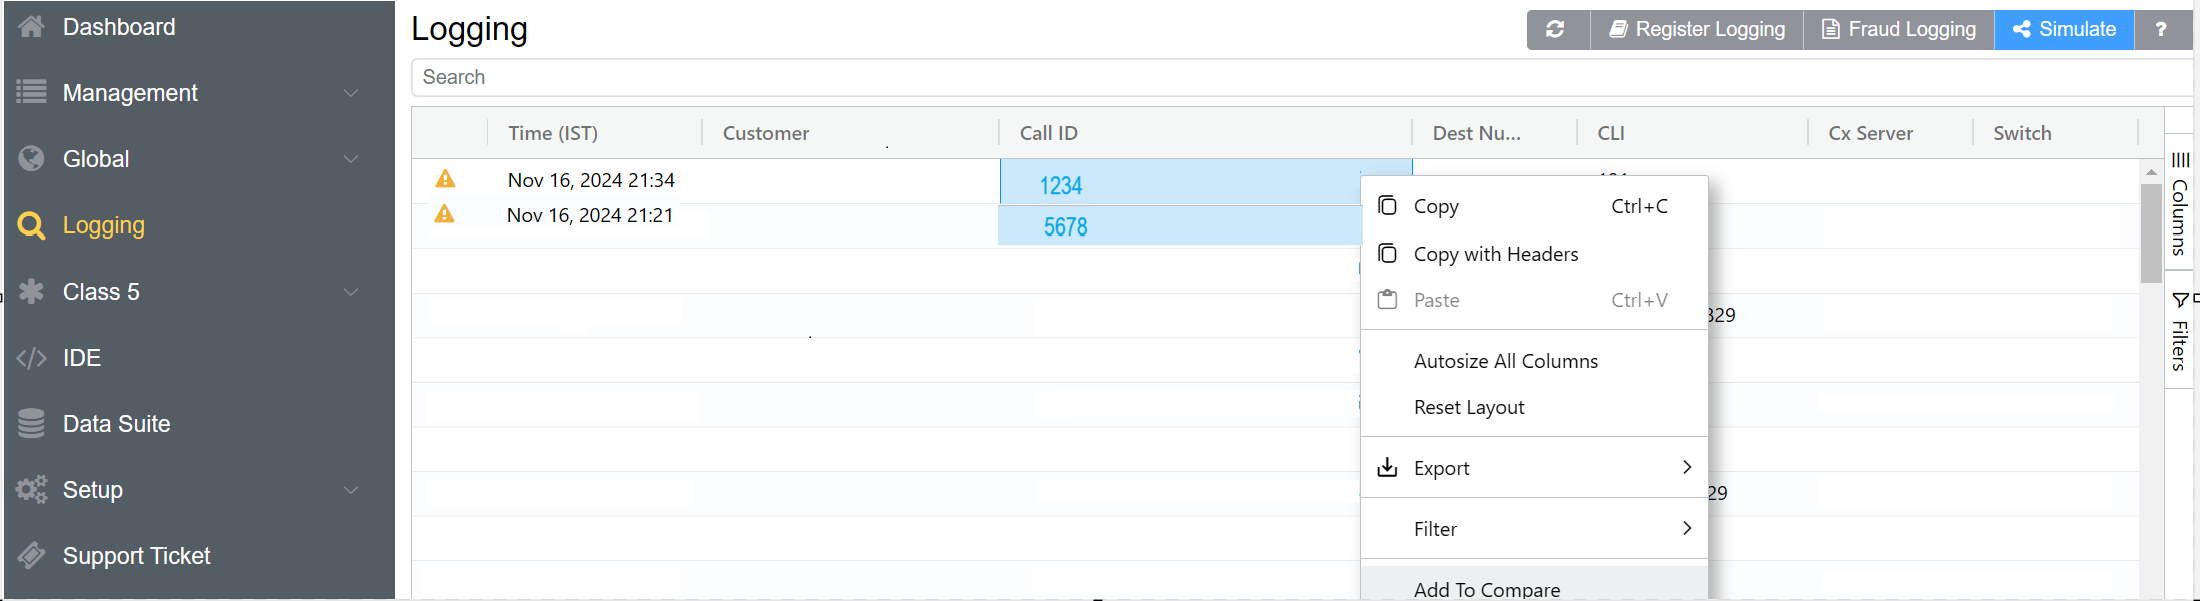 Dashboard
Management
Global
Logging
Class 5
IDE
Data Suite
Setup
Support Ticket
Logging
Register Logging
Fraud Logging
Simulate
?
Search
Time (IST) Customer Call ID Dest Nu... CLI Cx Server Switch
Nov 16, 2024 21:34 1234
Nov 16, 2024 21:21 5678
329
29
Copy Ctrl+C
Copy with Headers
Paste Ctrl+V
Autosize All Columns
Reset Layout
Export
Filter
Add To Compare
Columns
Filters